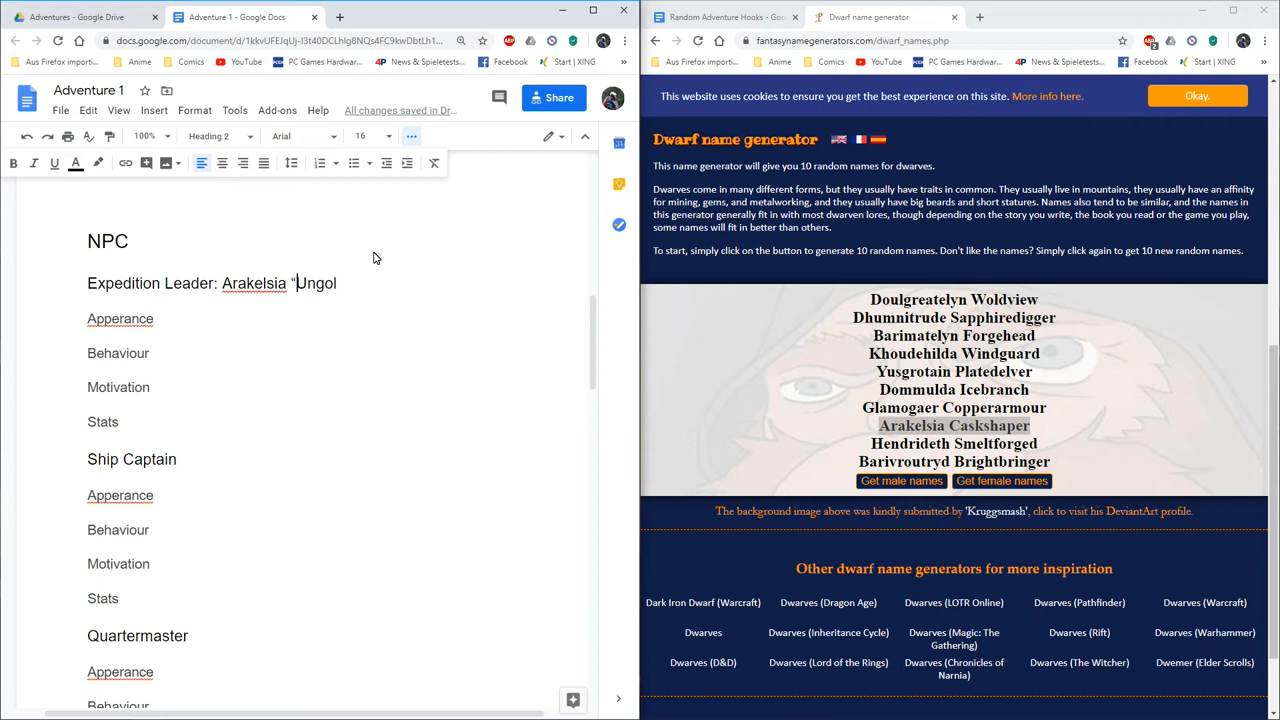 Adventures - Google Drive
Adventure 1 - Google Docs
docs.google.com/document/d/1kkvUFEJqUj-I3t40DCLhlg8NQs4FC9kwDbtLh1...
Aus Firefox importi...
Anime
Comics
YouTube
PC Games Hardwar...
News & Spieletests...
Facebook
Start | XING
Adventure 1
File Edit View Insert Format Tools Add-ons Help
All changes saved in Dr...
Share
100%
Heading 2
Arial
16
NPC
Expedition Leader: Arakelsia “Ungol
Apperance
Behaviour
Motivation
Stats
Ship Captain
Apperance
Behaviour
Motivation
Stats
Quartermaster
Apperance
Behaviour
Random Adventure Hooks - Goo
Dwarf name generator
fantasynamegenerators.com/dwarf_names.php
Aus Firefox importi...
Anime
Comics
YouTube
PC Games Hardwar...
News & Spieletests...
Facebook
Start | XING
This website uses cookies to ensure you get the best experience on this site. More info here.
Okay.
Dwarf name generator
This name generator will give you 10 random names for dwarves.
Dwarves come in many different forms, but they usually have traits in common. They usually live in mountains, they usually have an affinity
for mining, gems, and metalworking, and they usually have big beards and short statures. Names also tend to be similar, and the names in
this generator generally fit in with most dwarven lores, though depending on the story you write, the book you read or the game you play,
some names will fit in better than others.
To start, simply click on the button to generate 10 random names. Don't like the names? Simply click again to get 10 new random names.
Doulgreatelyn Woldview
Dhumnitrude Sapphiredigger
Barimatelyn Forgehead
Khoudehilda Windguard
Yusgrotain Platedelver
Dommulda Icebranch
Glamogaer Copperarmour
Arakelsia Caskshaper
Hendrideth Smeltforged
Barivroutryd Brightbringer
Get male names
Get female names
The background image above was kindly submitted by 'Kruggsmash', click to visit his DeviantArt profile.
Other dwarf name generators for more inspiration
Dark Iron Dwarf (Warcraft)
Dwarves (Dragon Age)
Dwarves (LOTR Online)
Dwarves (Pathfinder)
Dwarves (Warcraft)
Dwarves
Dwarves (Inheritance Cycle)
Dwarves (Magic: The
Gathering)
Dwarves (Rift)
Dwarves (Warhammer)
Dwarves (D&D)
Dwarves (Lord of the Rings)
Dwarves (Chronicles of
Narnia)
Dwarves (The Witcher)
Dwemer (Elder Scrolls)